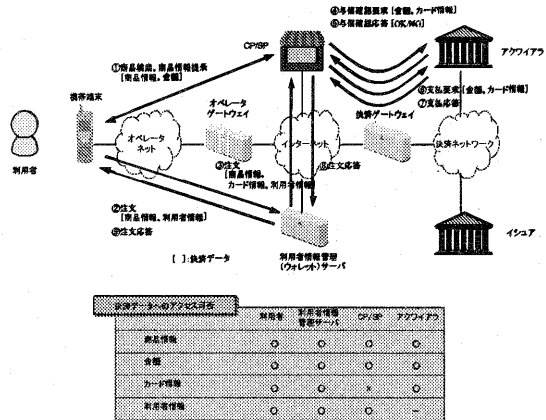 ④与信確認要求 [金額、カード情報]
⑤与信確認応答 [OK/NG]
CP/SP
アクワイアラ
①商品検索、商品情報提示
[商品情報、金額]
⑥支払要求 [金額、カード情報]
⑦支払応答
携帯端末
オペレータ
ゲートウェイ
決済ゲートウェイ
オペレータ
ネット
インターネット
決済ネットワーク
利用者
③注文
[商品情報、
カード情報、利用者情報]
⑧注文応答
②注文
[商品情報、利用者情報]
⑨注文応答
イシュア
[ ]:決済データ
利用者情報管理
(ウォレット)サーバ
決済データへのアクセス可否
利用者
利用者情報
管理サーバ
CP/SP
アクワイアラ
商品情報 ○ ○ ○ ○
金額 ○ ○ ○ ○
カード情報 ○ ○ × ○
利用者情報 ○ ○ ○ −